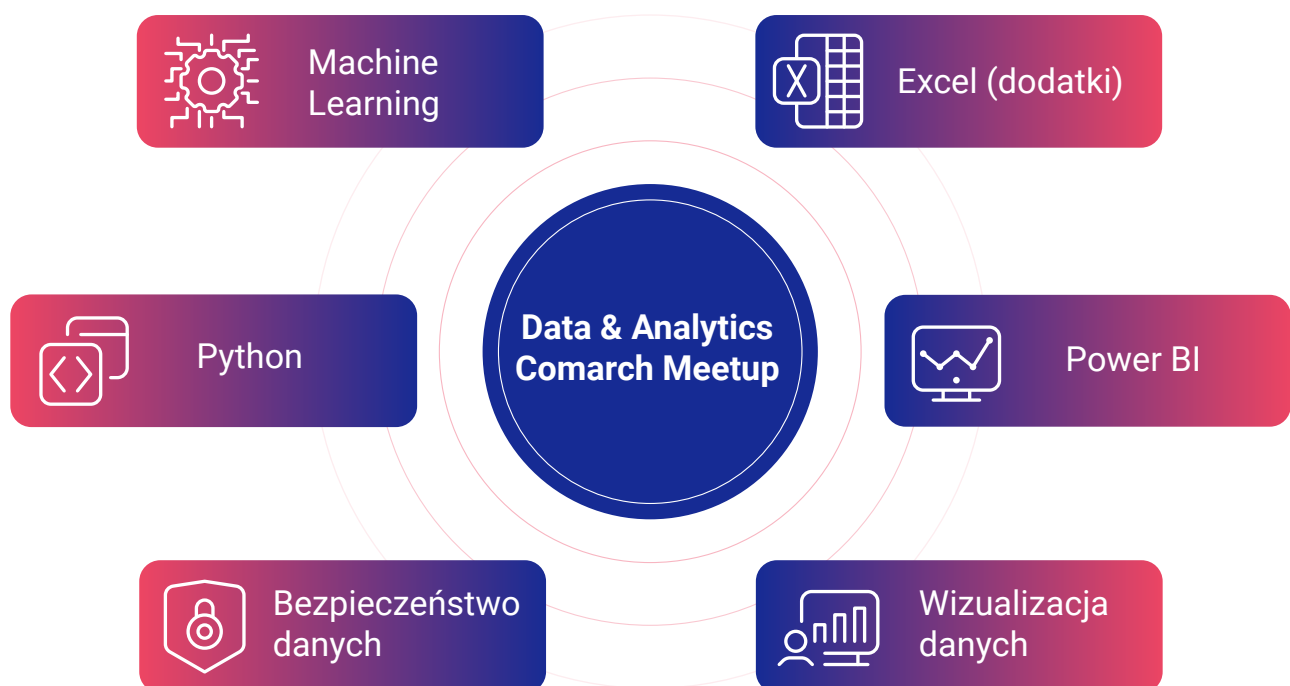 Machine
Learning
Excel (dodatki)
Python
Data & Analytics
Comarch Meetup
Power BI
Bezpieczeństwo
danych
Wizualizacja
danych